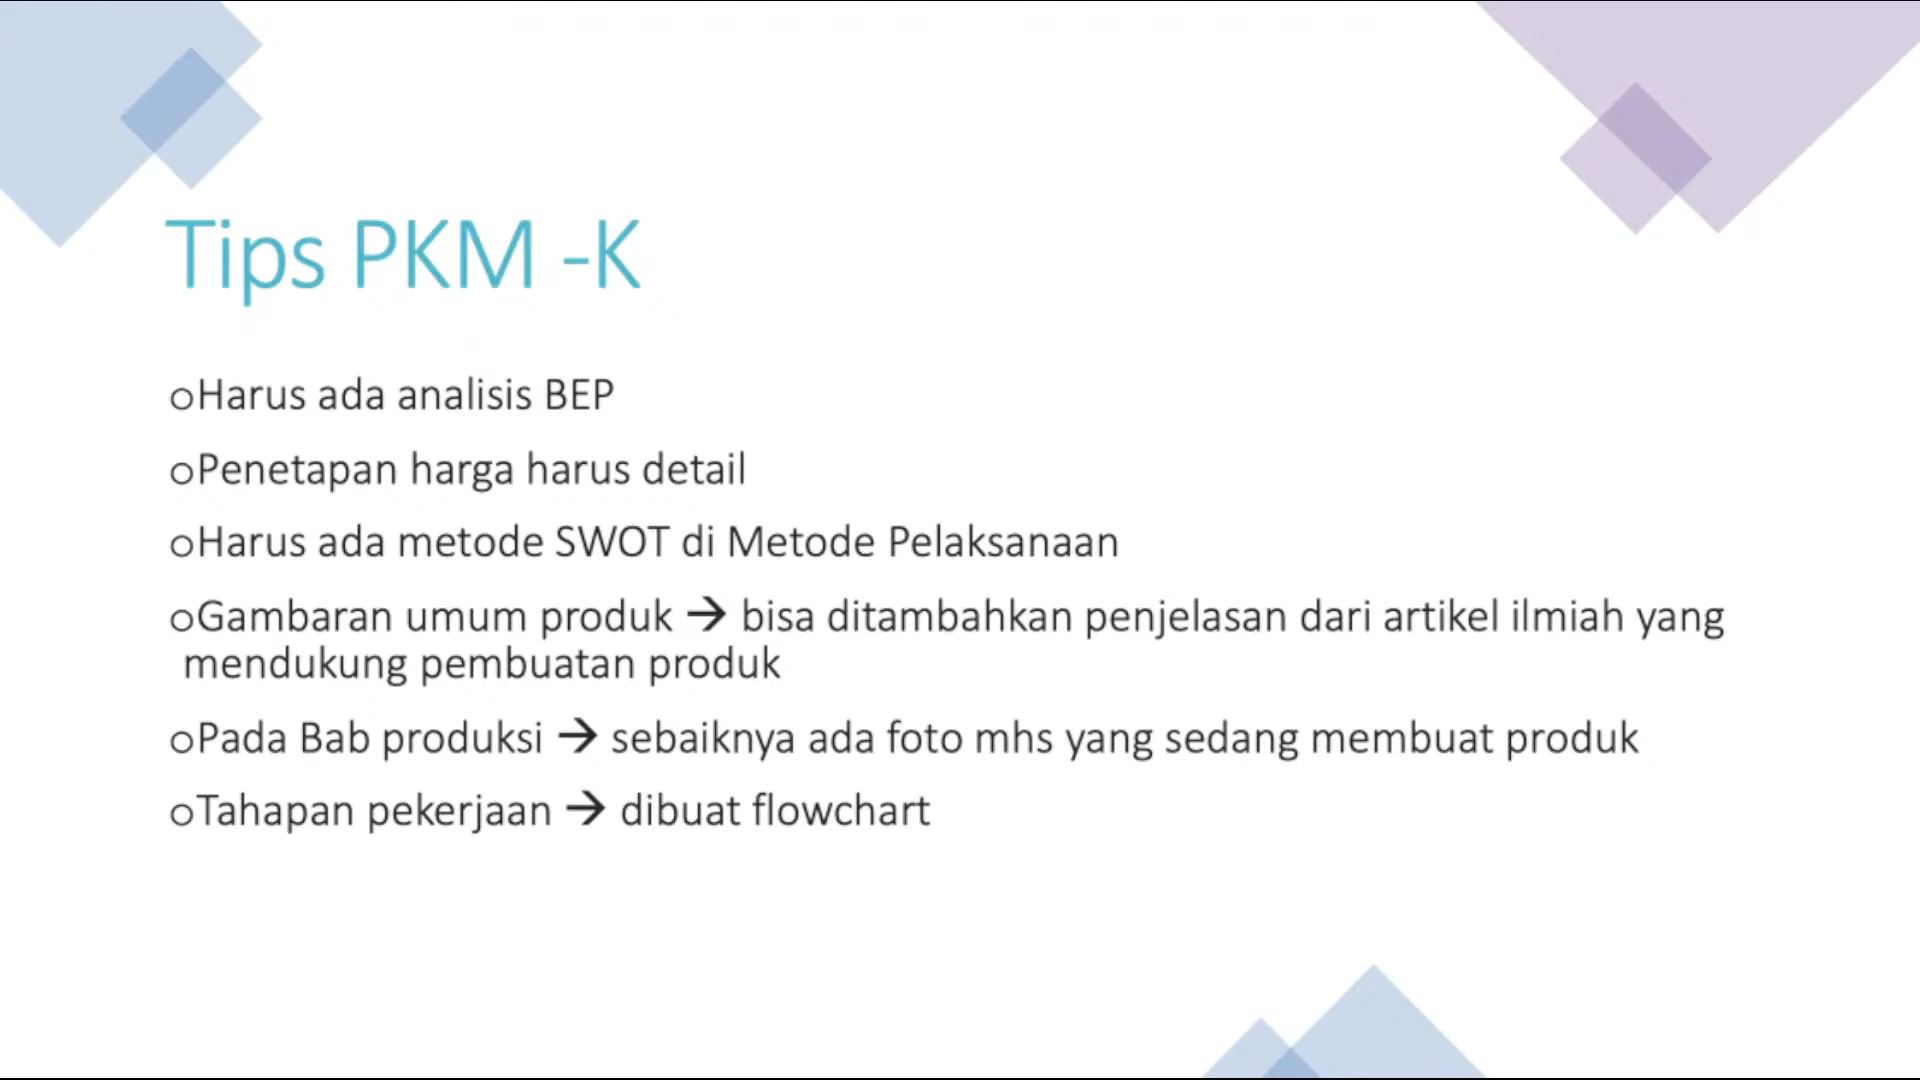 Tips PKM -K
oHarus ada analisis BEP
oPenetapan harga harus detail
oHarus ada metode SWOT di Metode Pelaksanaan
oGambaran umum produk → bisa ditambahkan penjelasan dari artikel ilmiah yang
mendukung pembuatan produk
oPada Bab produksi → sebaiknya ada foto mhs yang sedang membuat produk
oTahapan pekerjaan → dibuat flowchart